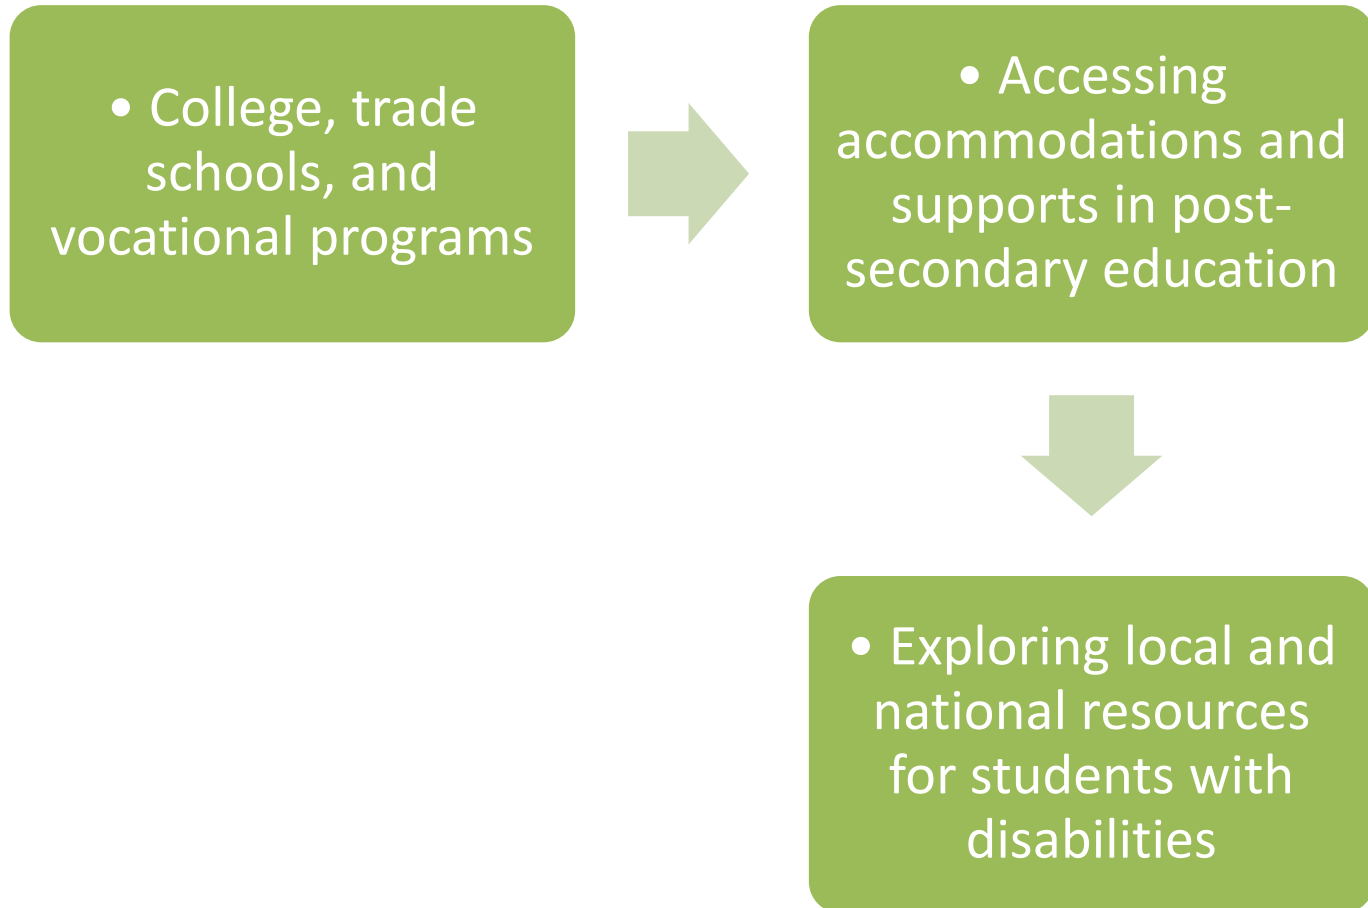 • College, trade
schools, and
vocational programs
• Accessing
accommodations and
supports in post-
secondary education
• Exploring local and
national resources
for students with
disabilities